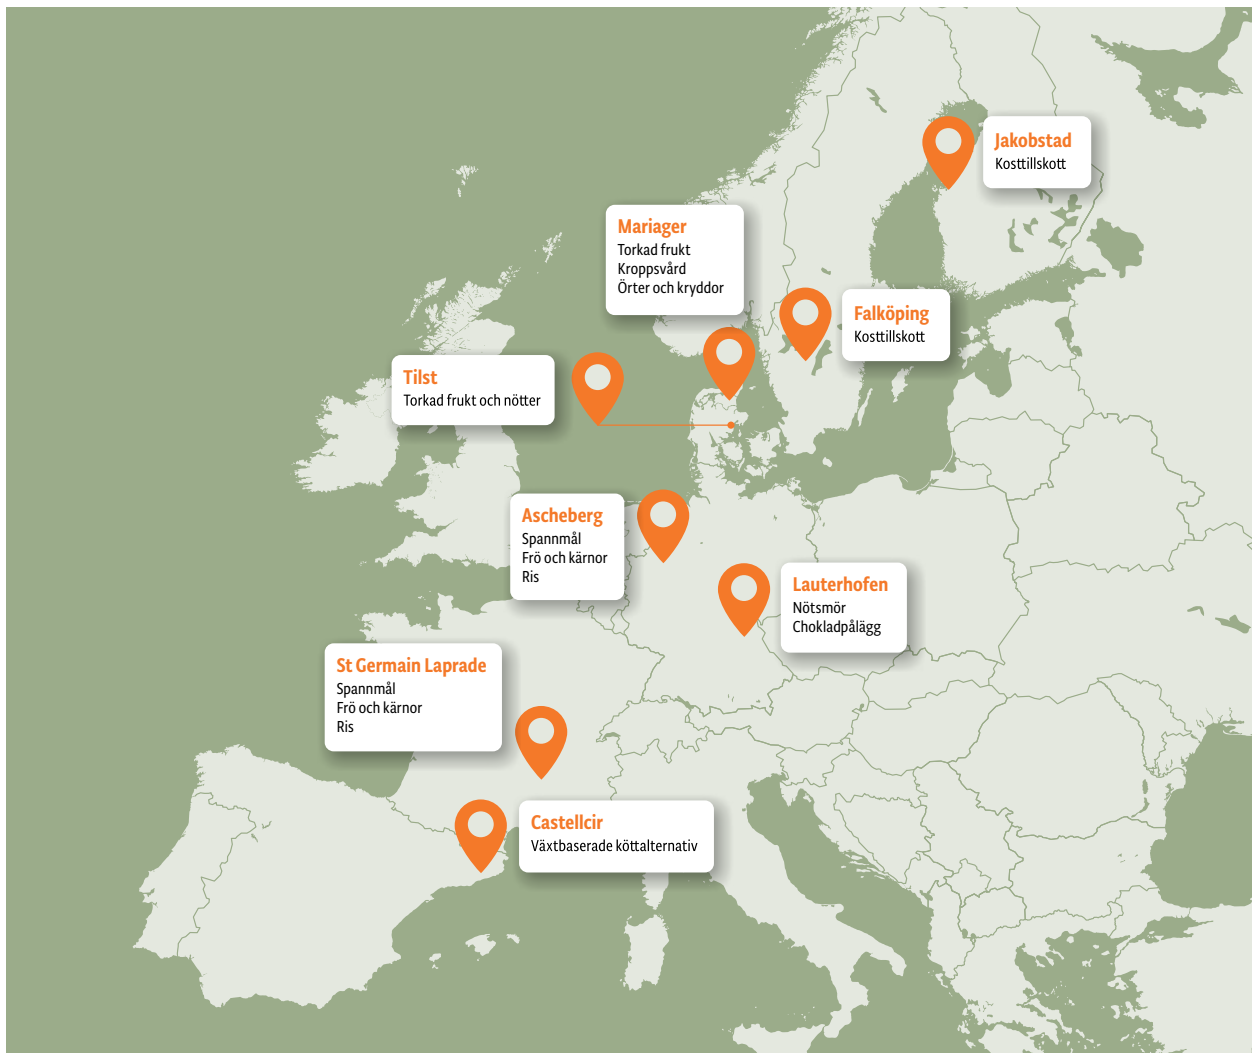 Jakobstad
Kosttillskott
Mariager
Torkad frukt
Kroppsvård
Örter och kryddor
Falköping
Kosttillskott
Tilst
Torkad frukt och nötter
Ascheberg
Spannmål
Frö och kärnor
Ris
Lauterhofen
Nötsmör
Chokladpålägg
St Germain Laprade
Spannmål
Frö och kärnor
Ris
Castellcir
Växtbaserade köttalternativ